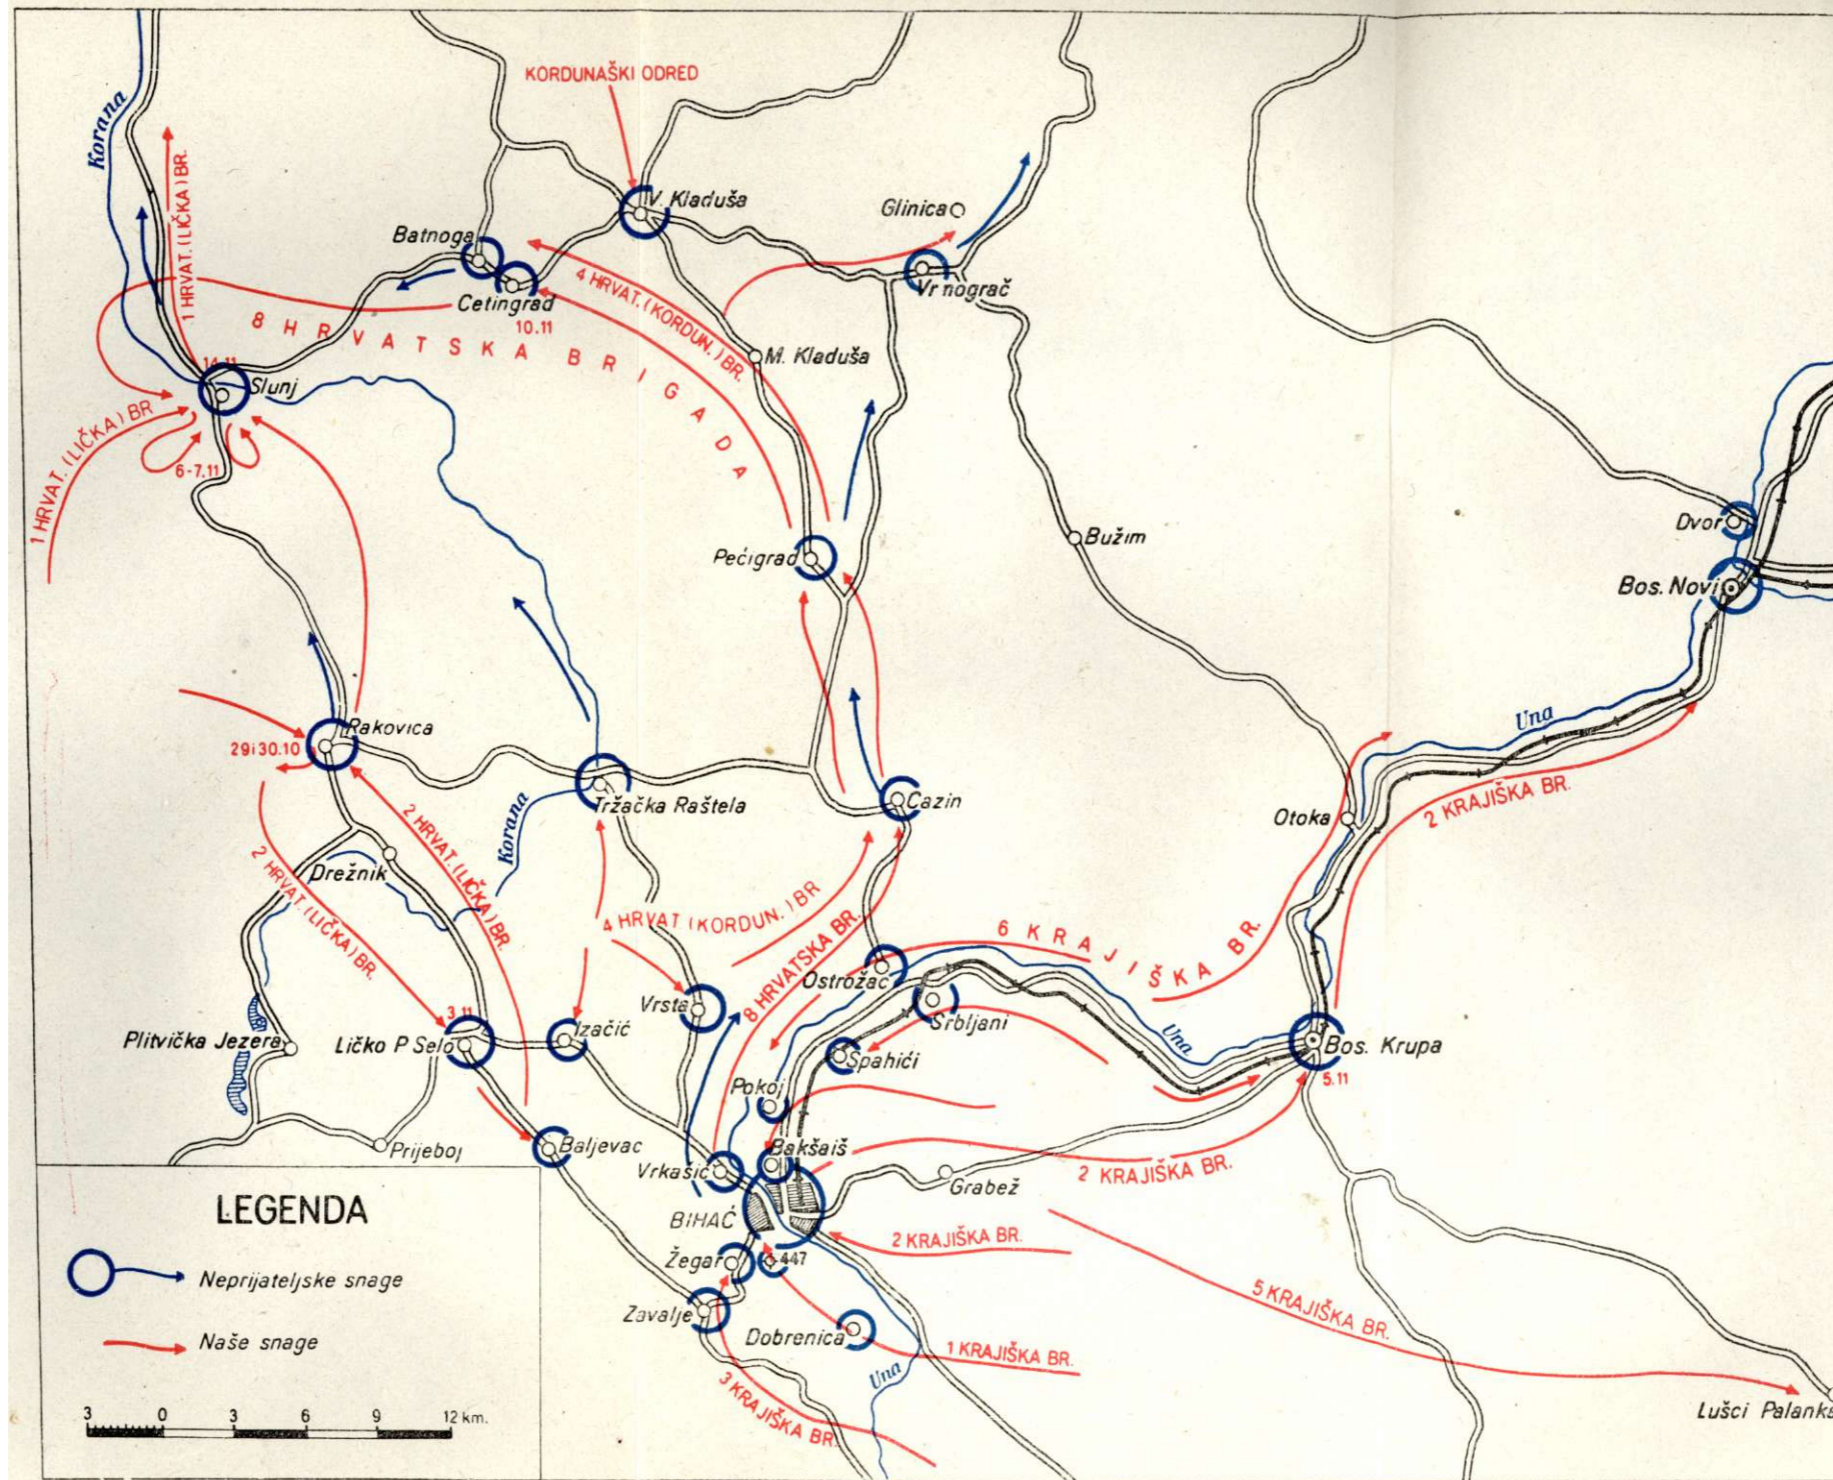 KORDUNAŠKI ODRED
Korana
1 HRVAT. (LIČKA) BR.
V. Kladuša
Glinica
Batnoga
Cetingrad
10.11
Vrnograč
4 HRVAT. (KORDUN.) BR.
8 HRVATSKA BRIGADA
M. Kladuša
14.11
Slunj
1 HRVAT. (LIČKA) BR
6-7.11
Pećigrad
Bužim
Dvor
Bos. Novi
Una
Rakovica
29i30.10
Tržačka Raštela
Cazin
Otoka
2 KRAJIŠKA BR.
Korana
Drežnik
2 HRVAT. (LIČKA) BR.
2 HRVAT. (LIČKA) BR.
4 HRVAT (KORDUN.) BR
8 HRVATSKA BR.
6 KRAJIŠKA BR.
Ostrožac
Vrsta
Srbljani
Una
Bos. Krupa
5.11
3.11
Izačić
Plitvička Jezera
Ličko P Selo
Spahići
Pokoj
Prijeboj
Baljevac
Vrkašić
Bakšaiš
2 KRAJIŠKA BR.
Grabež
BIHAĆ
2 KRAJIŠKA BR.
Žegar
447
5 KRAJIŠKA BR.
Zavalje
Dobrenica
1 KRAJIŠKA BR.
Una
3 KRAJIŠKA BR.
Lušci Palanka
LEGENDA
Neprijateljske snage
Naše snage
3 0 3 6 9 12 km.